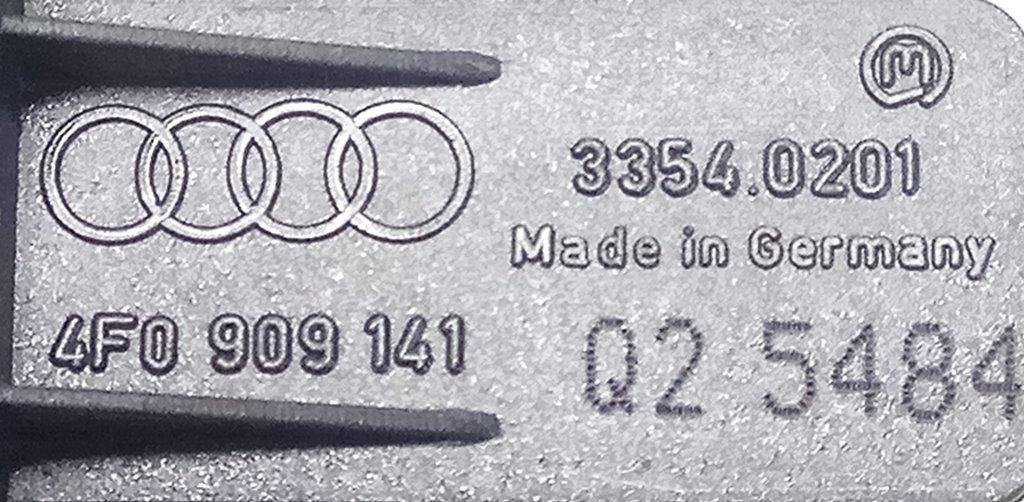 M
3354.0201
Made in Germany
4F0 909 141
Q2 5484